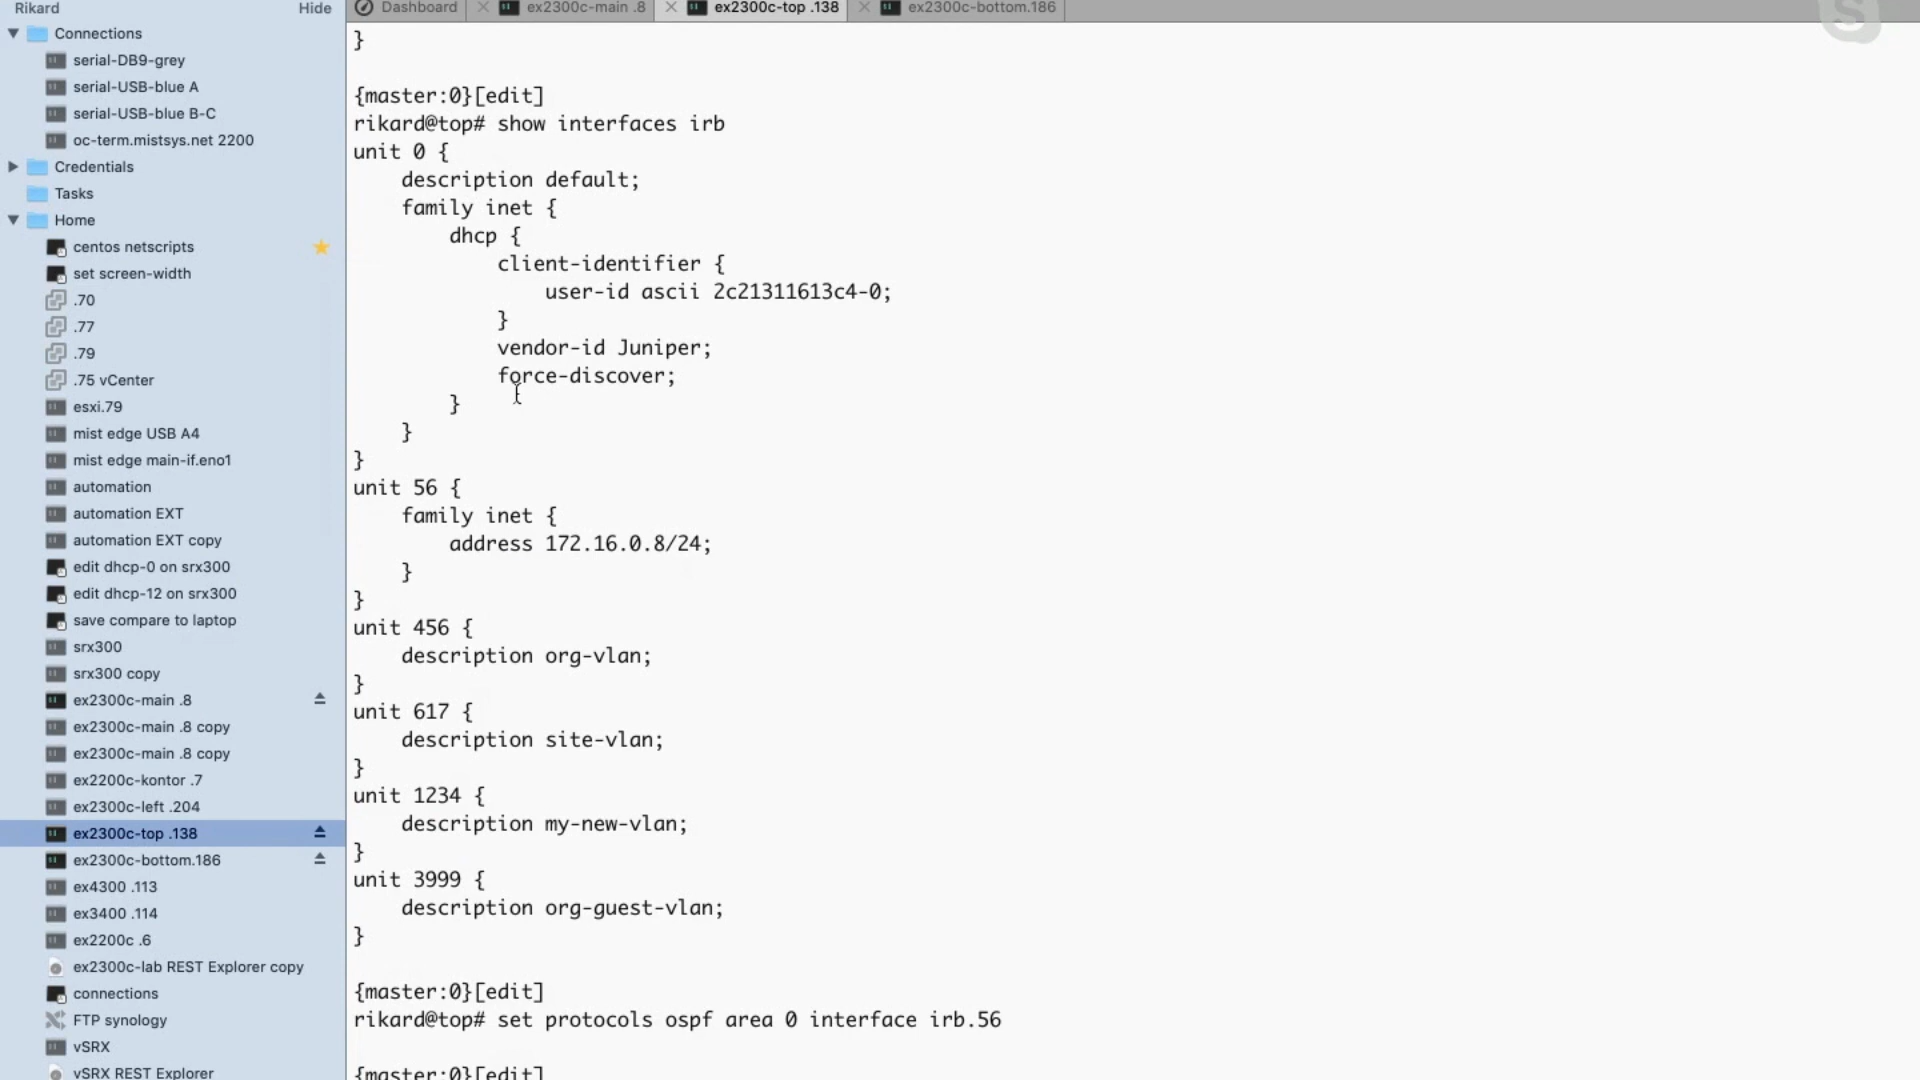 Rikard Hide
Connections
serial-DB9-grey
serial-USB-blue A
serial-USB-blue B-C
oc-term.mistsys.net 2200
Credentials
Tasks
Home
centos netscripts
set screen-width
.70
.77
.79
.75 vCenter
esxi.79
mist edge USB A4
mist edge main-if.eno1
automation
automation EXT
automation EXT copy
edit dhcp-0 on srx300
edit dhcp-12 on srx300
save compare to laptop
srx300
srx300 copy
ex2300c-main .8
ex2300c-main .8 copy
ex2300c-main .8 copy
ex2200c-kontor .7
ex2300c-left .204
ex2300c-top .138
ex2300c-bottom.186
ex4300 .113
ex3400 .114
ex2200c .6
ex2300c-lab REST Explorer copy
connections
FTP synology
vSRX
vSRX REST Explorer
Dashboard ex2300c-main .8 ex2300c-top .138 ex2300c-bottom.186
}
{master:0}[edit]
rikard@top# show interfaces irb
unit 0 {
description default;
family inet {
dhcp {
client-identifier {
user-id ascii 2c21311613c4-0;
}
vendor-id Juniper;
force-discover;
}
}
}
unit 56 {
family inet {
address 172.16.0.8/24;
}
}
unit 456 {
description org-vlan;
}
unit 617 {
description site-vlan;
}
unit 1234 {
description my-new-vlan;
}
unit 3999 {
description org-guest-vlan;
}
{master:0}[edit]
rikard@top# set protocols ospf area 0 interface irb.56
{master:0}[edit]